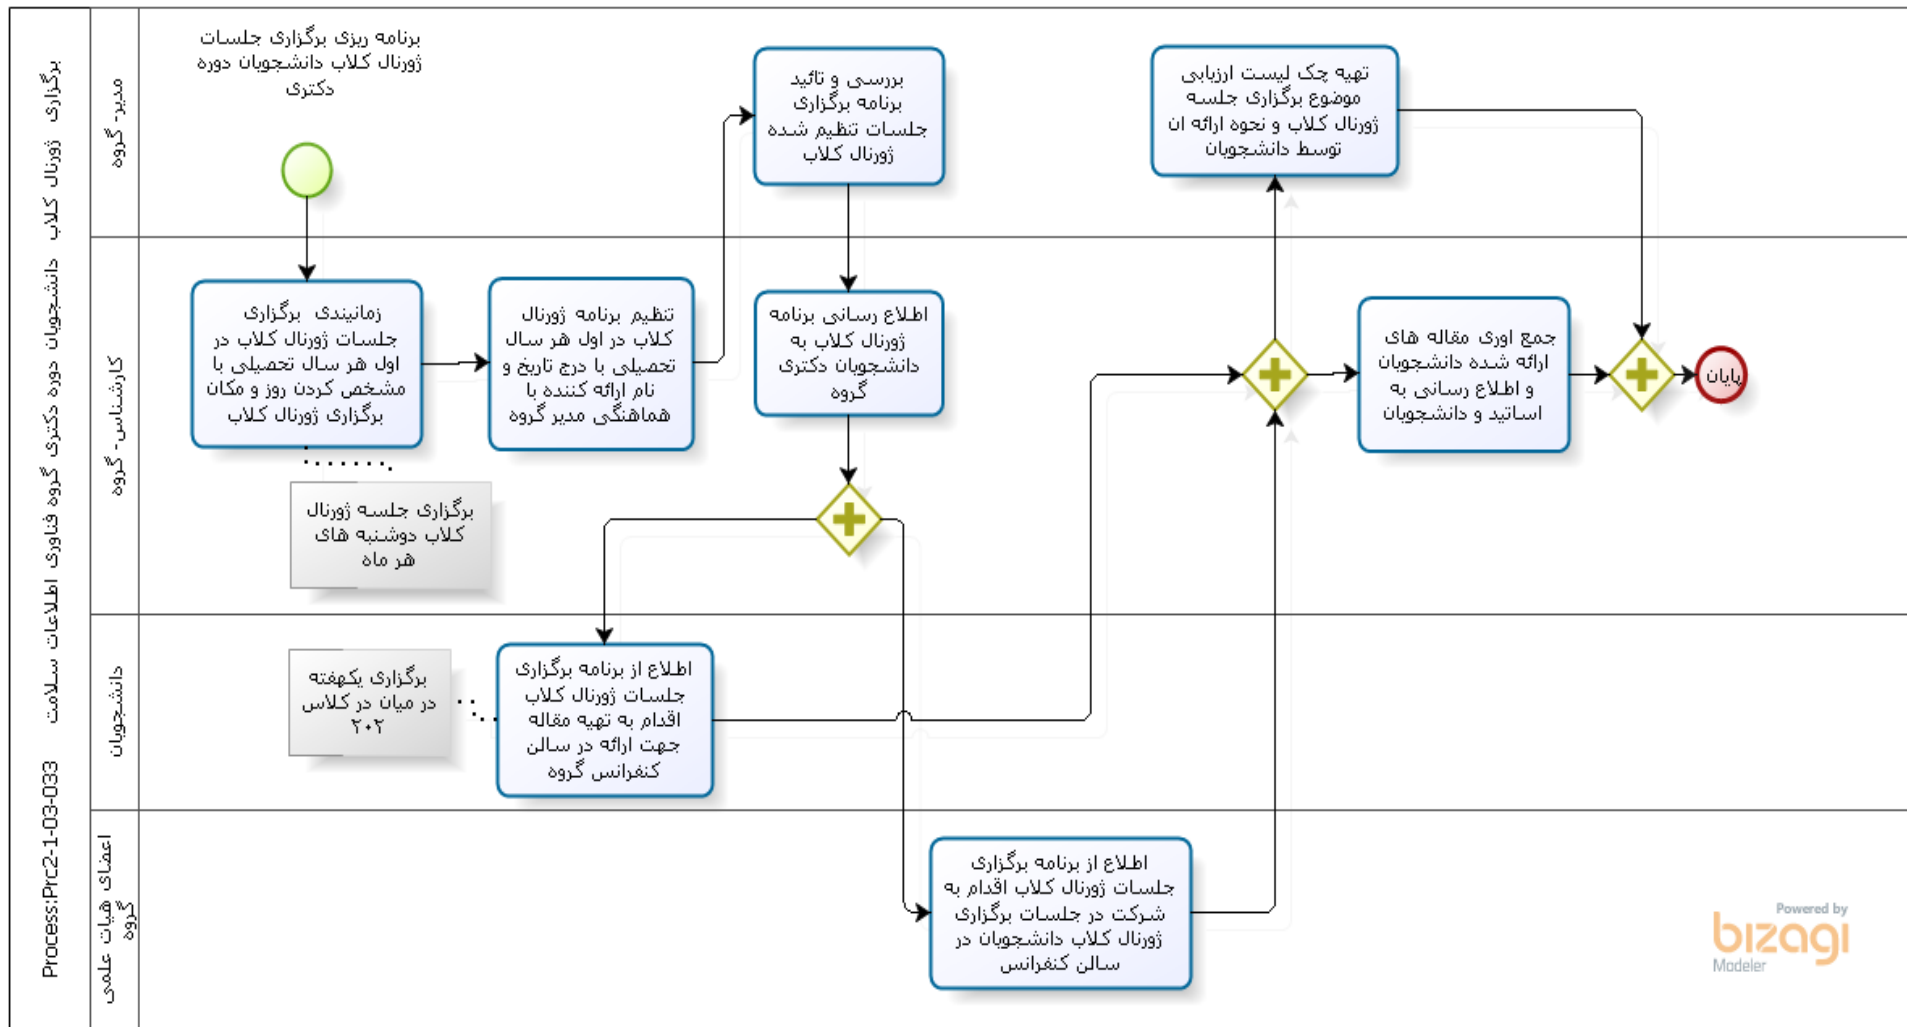 برگزاری ژورنال کلاب دانشجویان دوره دکتری گروه فناوری اطلاعات سلامت
Process:Prc2-1-03-033
مدیر- گروه
برنامه ریزی برگزاری جلسات
ژورنال کلاب دانشجویان دوره
دکتری
بررسی و تائید
برنامه برگزاری
جلسات تنظیم شده
ژورنال کلاب
تهیه چک لیست ارزیابی
موضوع برگزاری جلسه
ژورنال کلاب و نحوه ارائه ان
توسط دانشجویان
کارشناس- گروه
زمانبندی برگزاری
جلسات ژورنال کلاب در
اول هر سال تحصیلی با
مشخص کردن روز و مکان
برگزاری ژورنال کلاب
تنظیم برنامه ژورنال
کلاب در اول هر سال
تحصیلی با درج تاریخ و
نام ارائه کننده با
هماهنگی مدیر گروه
اطلاع رسانی برنامه
ژورنال کلاب به
دانشجویان دکتری
گروه
جمع اوری مقاله های
ارائه شده دانشجویان
و اطلاع رسانی به
اساتید و دانشجویان
پایان
برگزاری جلسه ژورنال
کلاب دوشنبه های
هر ماه
دانشجویان
برگزاری یکهفته
در میان در کلاس
۲۰۲
اطلاع از برنامه برگزاری
جلسات ژورنال کلاب
اقدام به تهیه مقاله
جهت ارائه در سالن
کنفرانس گروه
اعضای هیات علمی
گروه
اطلاع از برنامه برگزاری
جلسات ژورنال کلاب اقدام به
شرکت در جلسات برگزاری
ژورنال کلاب دانشجویان در
سالن کنفرانس
Powered by
bizagi
Modeler